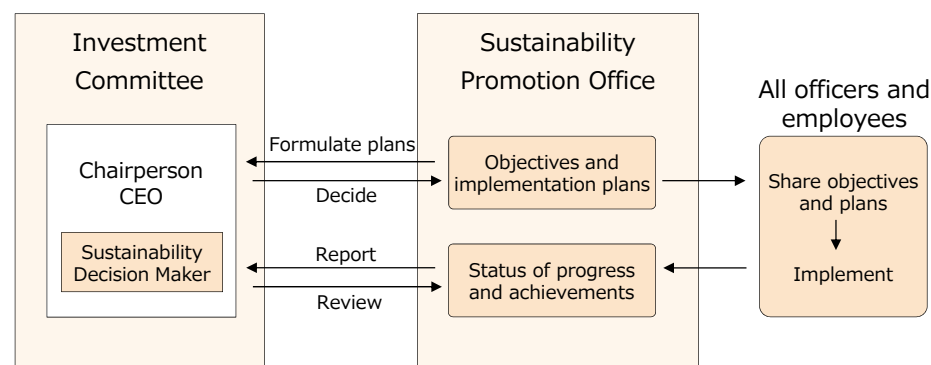 Investment
Committee
Chairperson
CEO
Sustainability
Decision Maker
Formulate plans
Decide
Report
Review
Sustainability
Promotion Office
Objectives and
implementation plans
Status of progress
and achievements
All officers and
employees
Share objectives
and plans
Implement